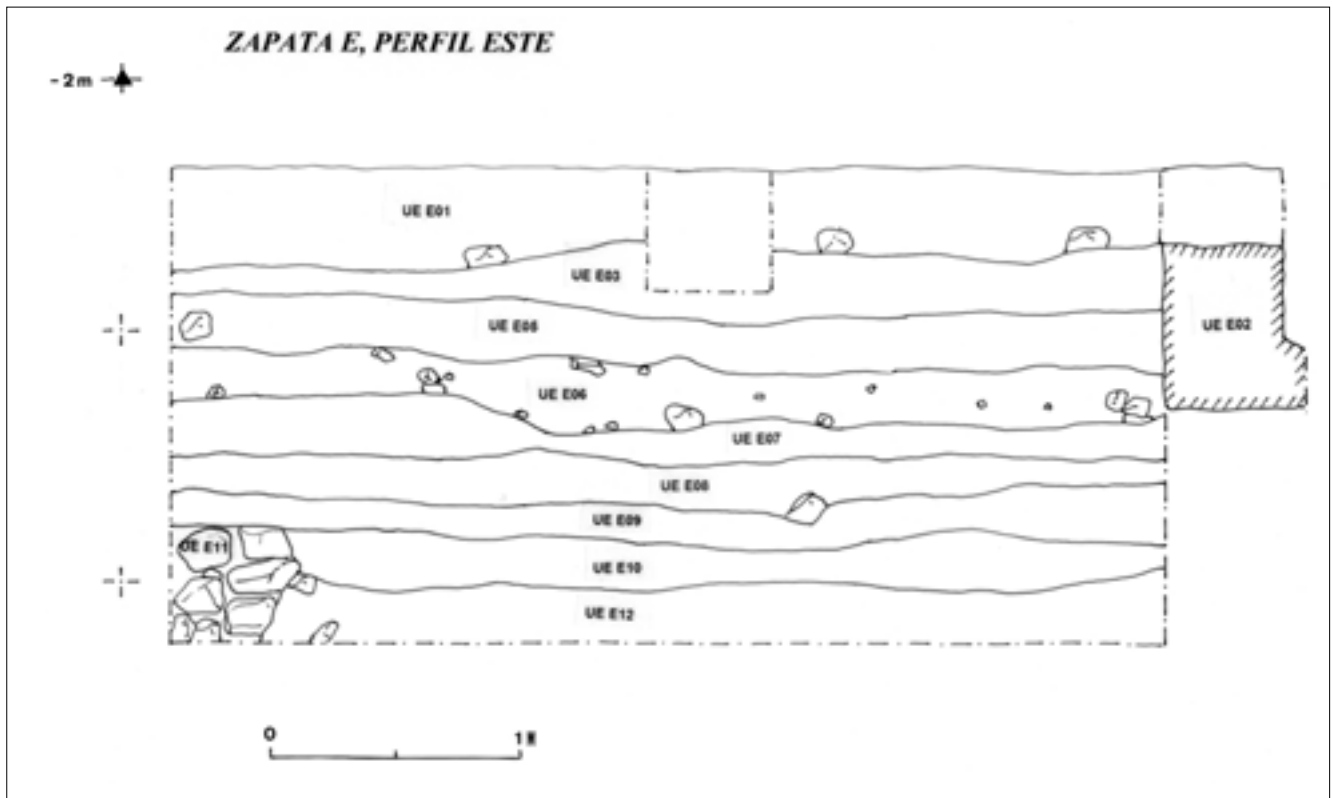 ZAPATA E, PERFIL ESTE
-2m
UE E01
UE E03
UE E05
UE E02
UE E06
UE E07
UE E08
UE E09
UE E11
UE E10
UE E12
0 1 M